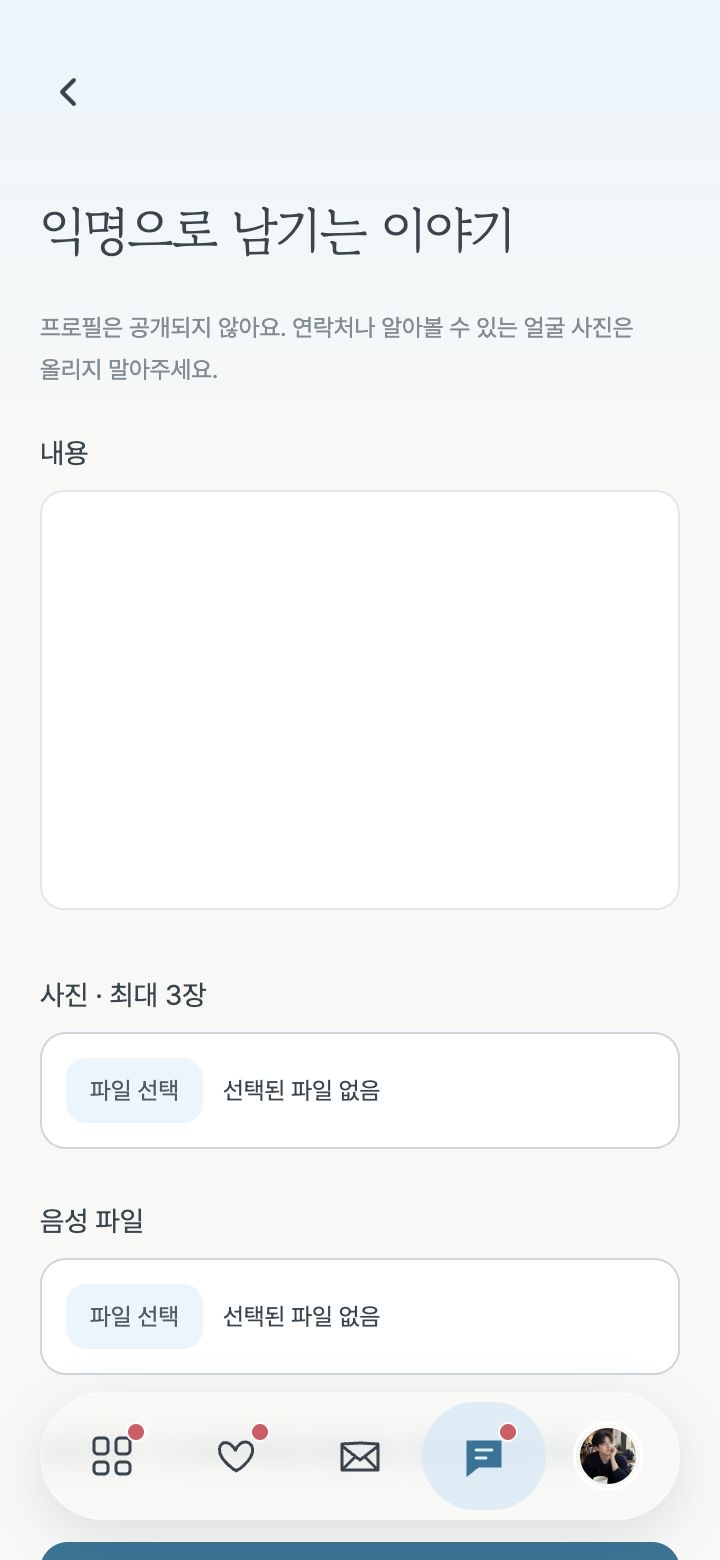 익명으로 남기는 이야기
프로필은 공개되지 않아요. 연락처나 알아볼 수 있는 얼굴 사진은
올리지 말아주세요.
내용
사진 · 최대 3장
파일 선택 선택된 파일 없음
음성 파일
파일 선택 선택된 파일 없음